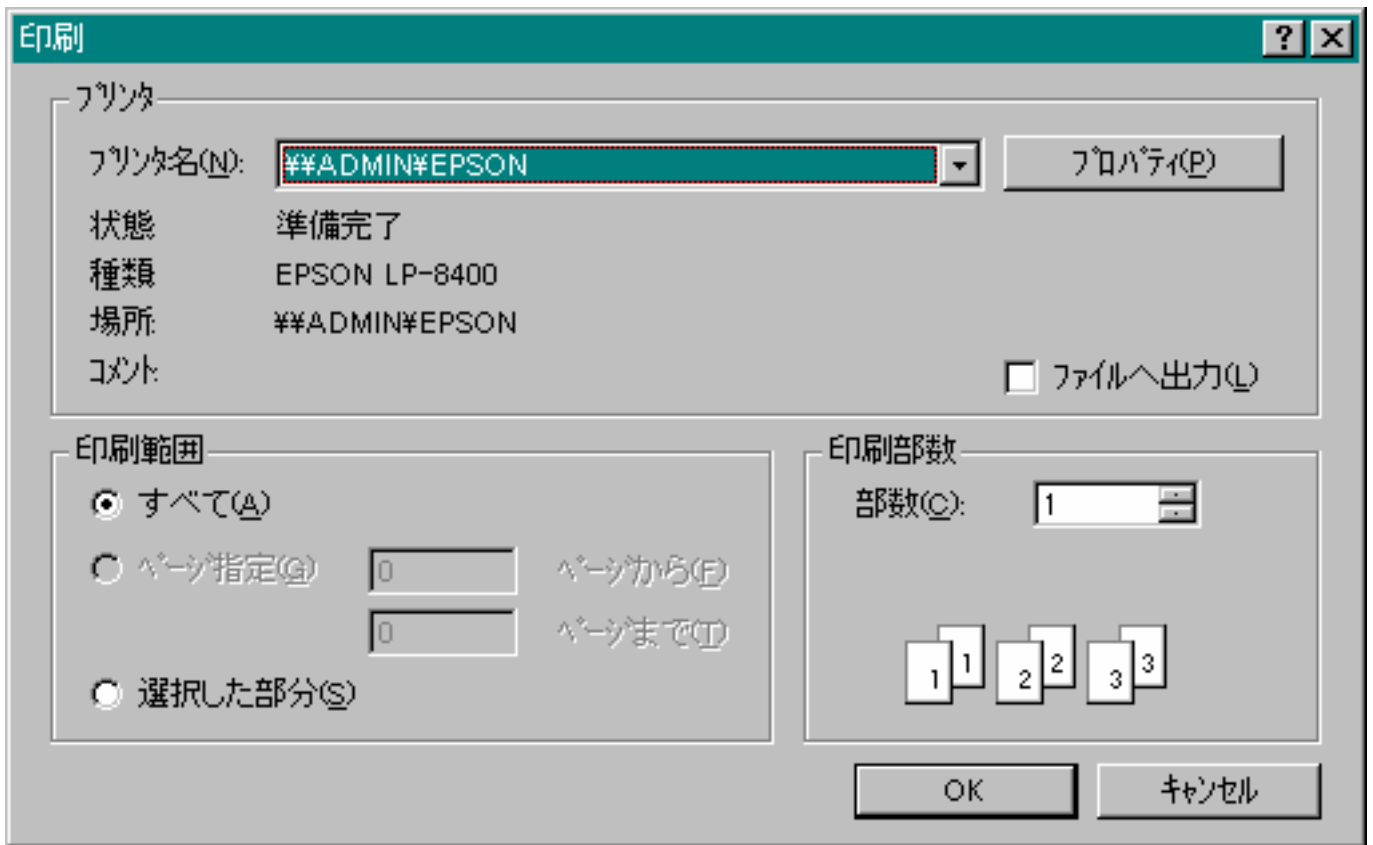 印刷
プリンタ
プリンタ名(N): ¥¥ADMIN¥EPSON プロパティ(P)
状態: 準備完了
種類: EPSON LP-8400
場所: ¥¥ADMIN¥EPSON
コメント: ファイルへ出力(L)
印刷範囲
すべて(A)
ページ指定(G) 0 ページから(F)
0 ページまで(T)
選択した部分(S)
印刷部数
部数(C): 1
1 1 2 2 3 3
OK キャンセル